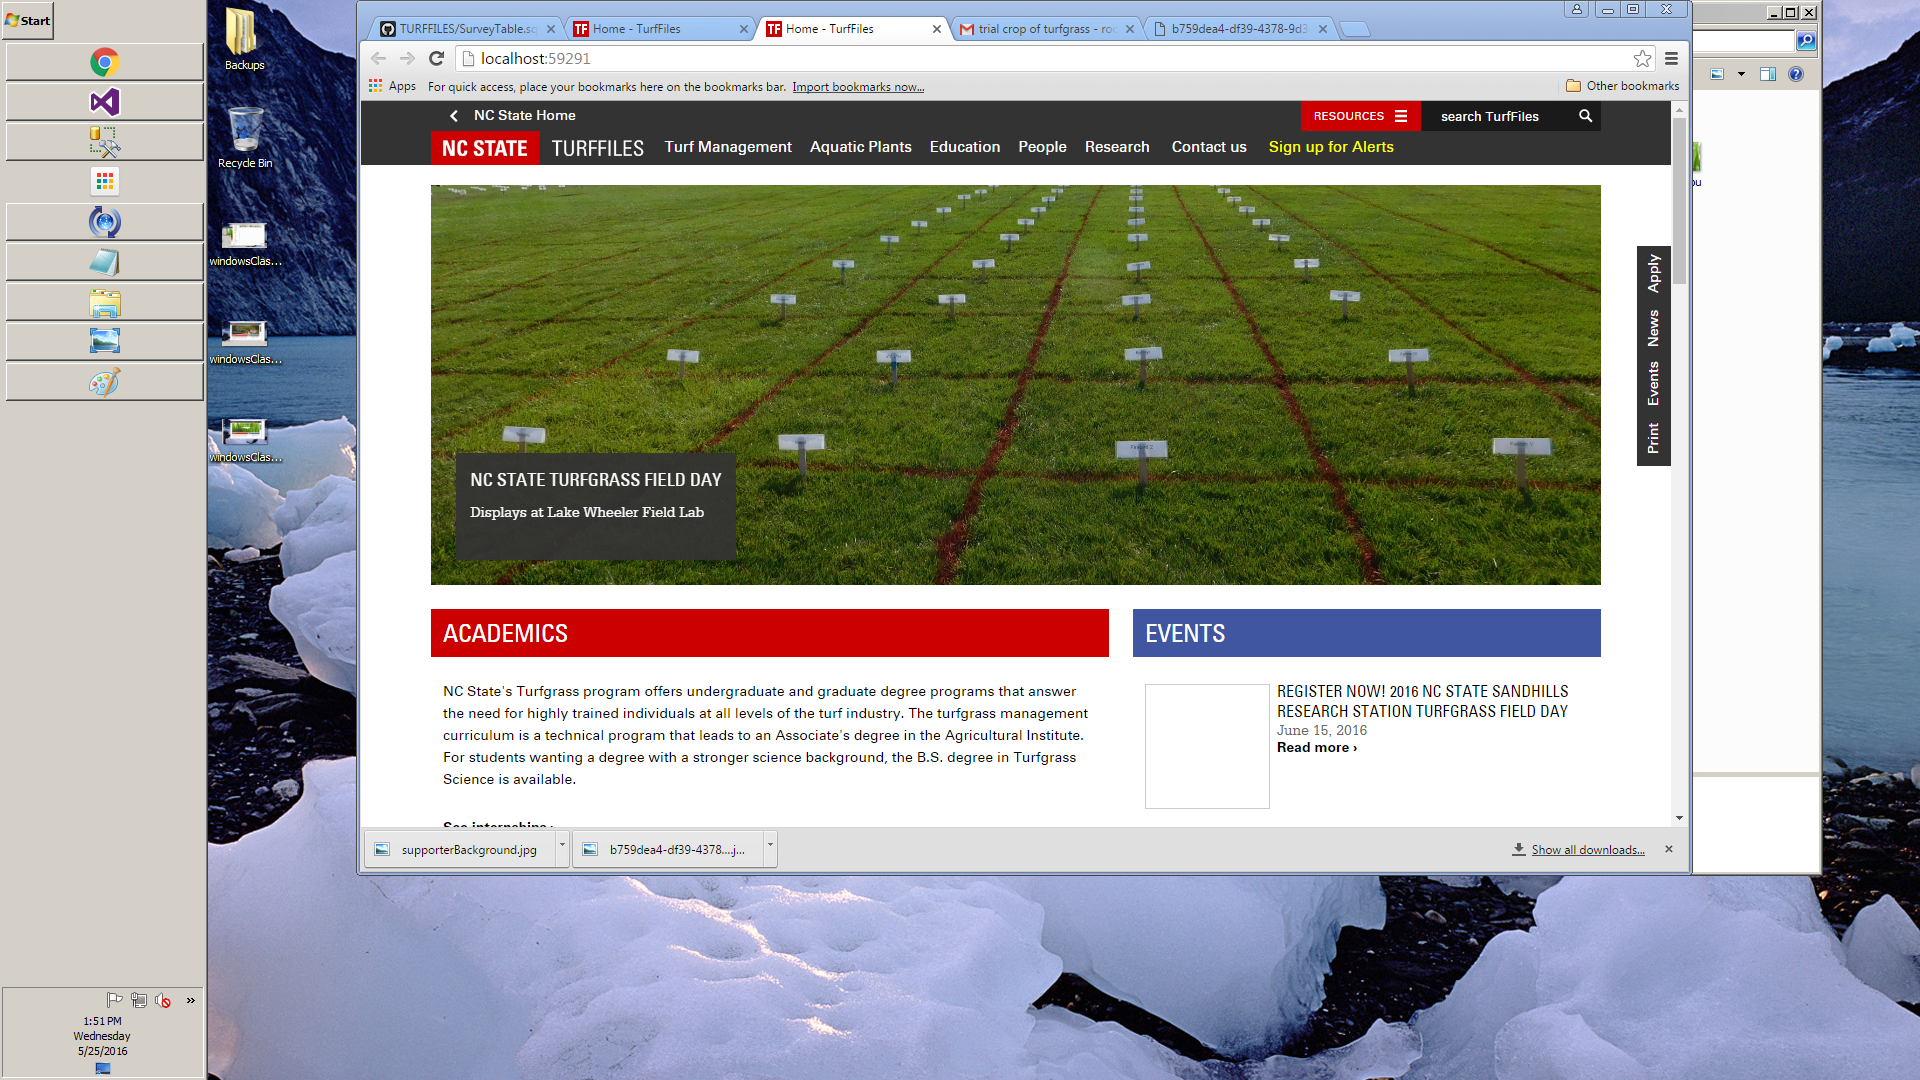 Start
Backups
Recycle Bin
windowsClas...
windowsClas...
windowsClas...
1:51 PM
Wednesday
5/25/2016
TURFFILES/SurveyTable.sq
Home - TurfFiles
Home - TurfFiles
trial crop of turfgrass - roc
b759dea4-df39-4378-9d3
localhost:59291
Apps
For quick access, place your bookmarks here on the bookmarks bar. Import bookmarks now...
Other bookmarks
NC State Home
RESOURCES
search TurfFiles
NC STATE TURFFILES
Turf Management
Aquatic Plants
Education
People
Research
Contact us
Sign up for Alerts
Apply
News
Events
Print
NC STATE TURFGRASS FIELD DAY
Displays at Lake Wheeler Field Lab
ACADEMICS
NC State's Turfgrass program offers undergraduate and graduate degree programs that answer
the need for highly trained individuals at all levels of the turf industry. The turfgrass management
curriculum is a technical program that leads to an Associate's degree in the Agricultural Institute.
For students wanting a degree with a stronger science background, the B.S. degree in Turfgrass
Science is available.
See internships ›
EVENTS
REGISTER NOW! 2016 NC STATE SANDHILLS
RESEARCH STATION TURFGRASS FIELD DAY
June 15, 2016
Read more ›
supporterBackground.jpg
b759dea4-df39-4378....j...
Show all downloads...